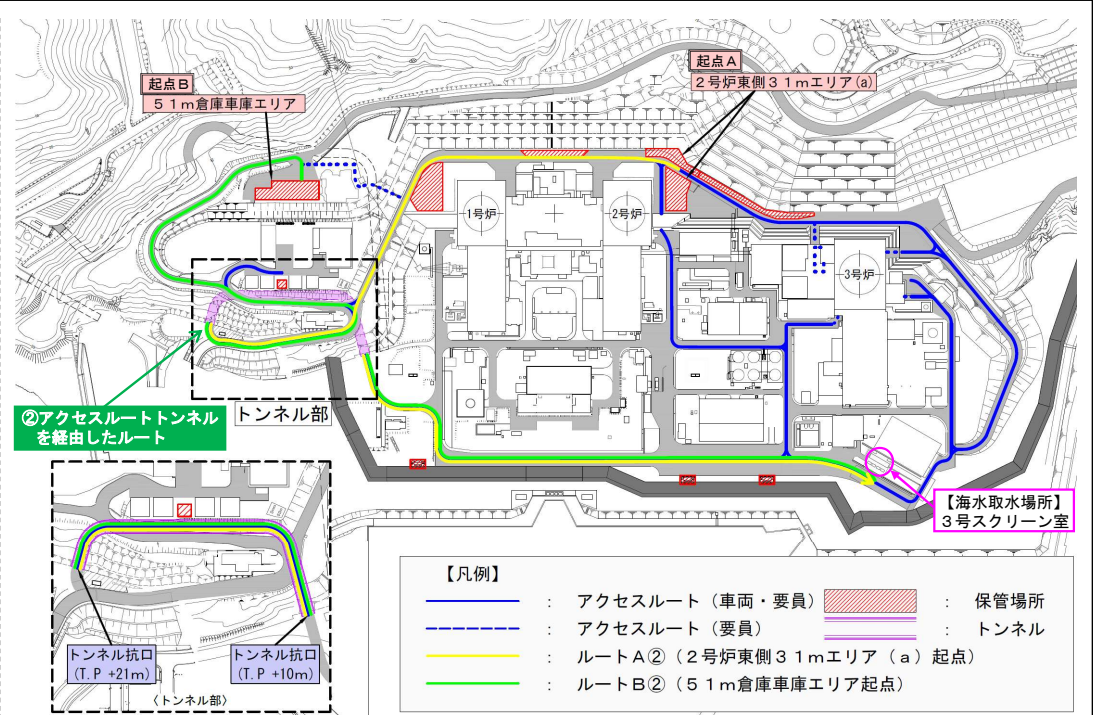 起点B
51m倉庫車庫エリア
起点A
2号炉東側31mエリア(a)
1号炉
2号炉
3号炉
②アクセスルートトンネル
を経由したルート
トンネル部
【海水取水場所】
3号スクリーン室
トンネル抗口
(T.P +21m)
トンネル抗口
(T.P +10m)
〈トンネル部〉
【凡例】
: アクセスルート（車両・要員） : 保管場所
: アクセスルート（要員） : トンネル
: ルートA②（2号炉東側31mエリア（a）起点）
: ルートB②（51m倉庫車庫エリア起点）